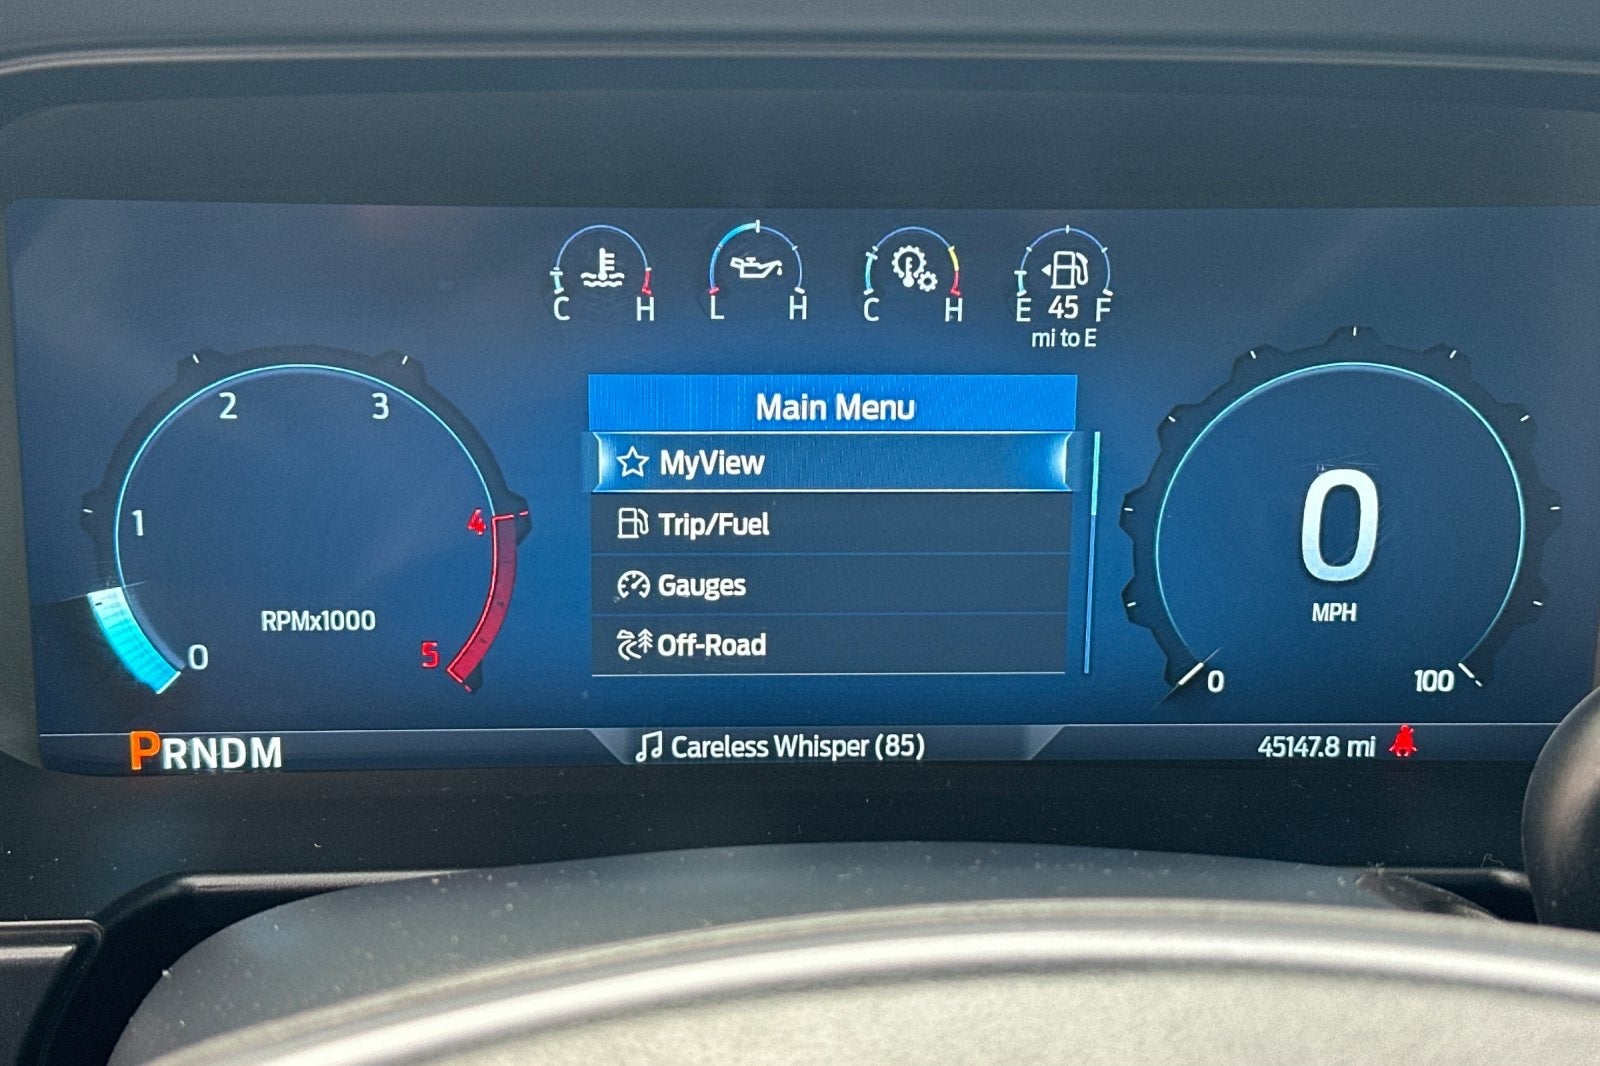 C H
L H
C H
E 45 F
mi to E
Main Menu
MyView
Trip/Fuel
Gauges
Off-Road
0
1
2
3
4
5
RPMx1000
0
MPH
0
100
PRNDM
Careless Whisper (85)
45147.8 mi